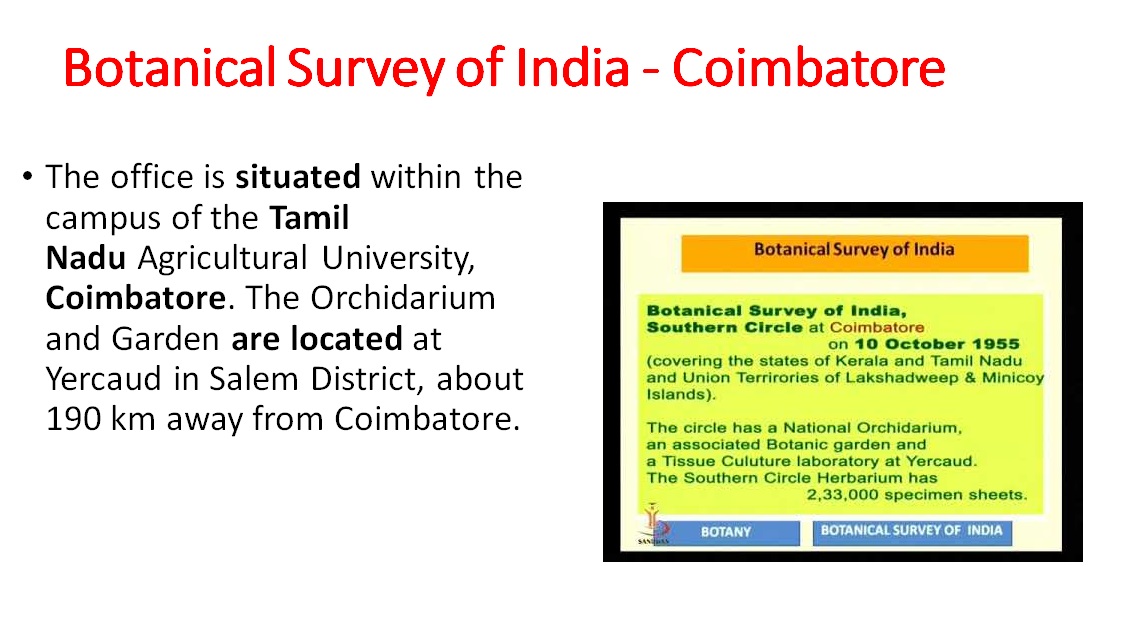 Botanical Survey of India - Coimbatore
• The office is situated within the
campus of the Tamil
Nadu Agricultural University,
Coimbatore. The Orchidarium
and Garden are located at
Yercaud in Salem District, about
190 km away from Coimbatore.
Botanical Survey of India
Botanical Survey of India,
Southern Circle at Coimbatore
on 10 October 1955
(covering the states of Kerala and Tamil Nadu
and Union Terrirories of Lakshadweep & Minicoy
Islands).
The circle has a National Orchidarium,
an associated Botanic garden and
a Tissue Culuture laboratory at Yercaud.
The Southern Circle Herbarium has
2,33,000 specimen sheets.
BOTANY
BOTANICAL SURVEY OF INDIA